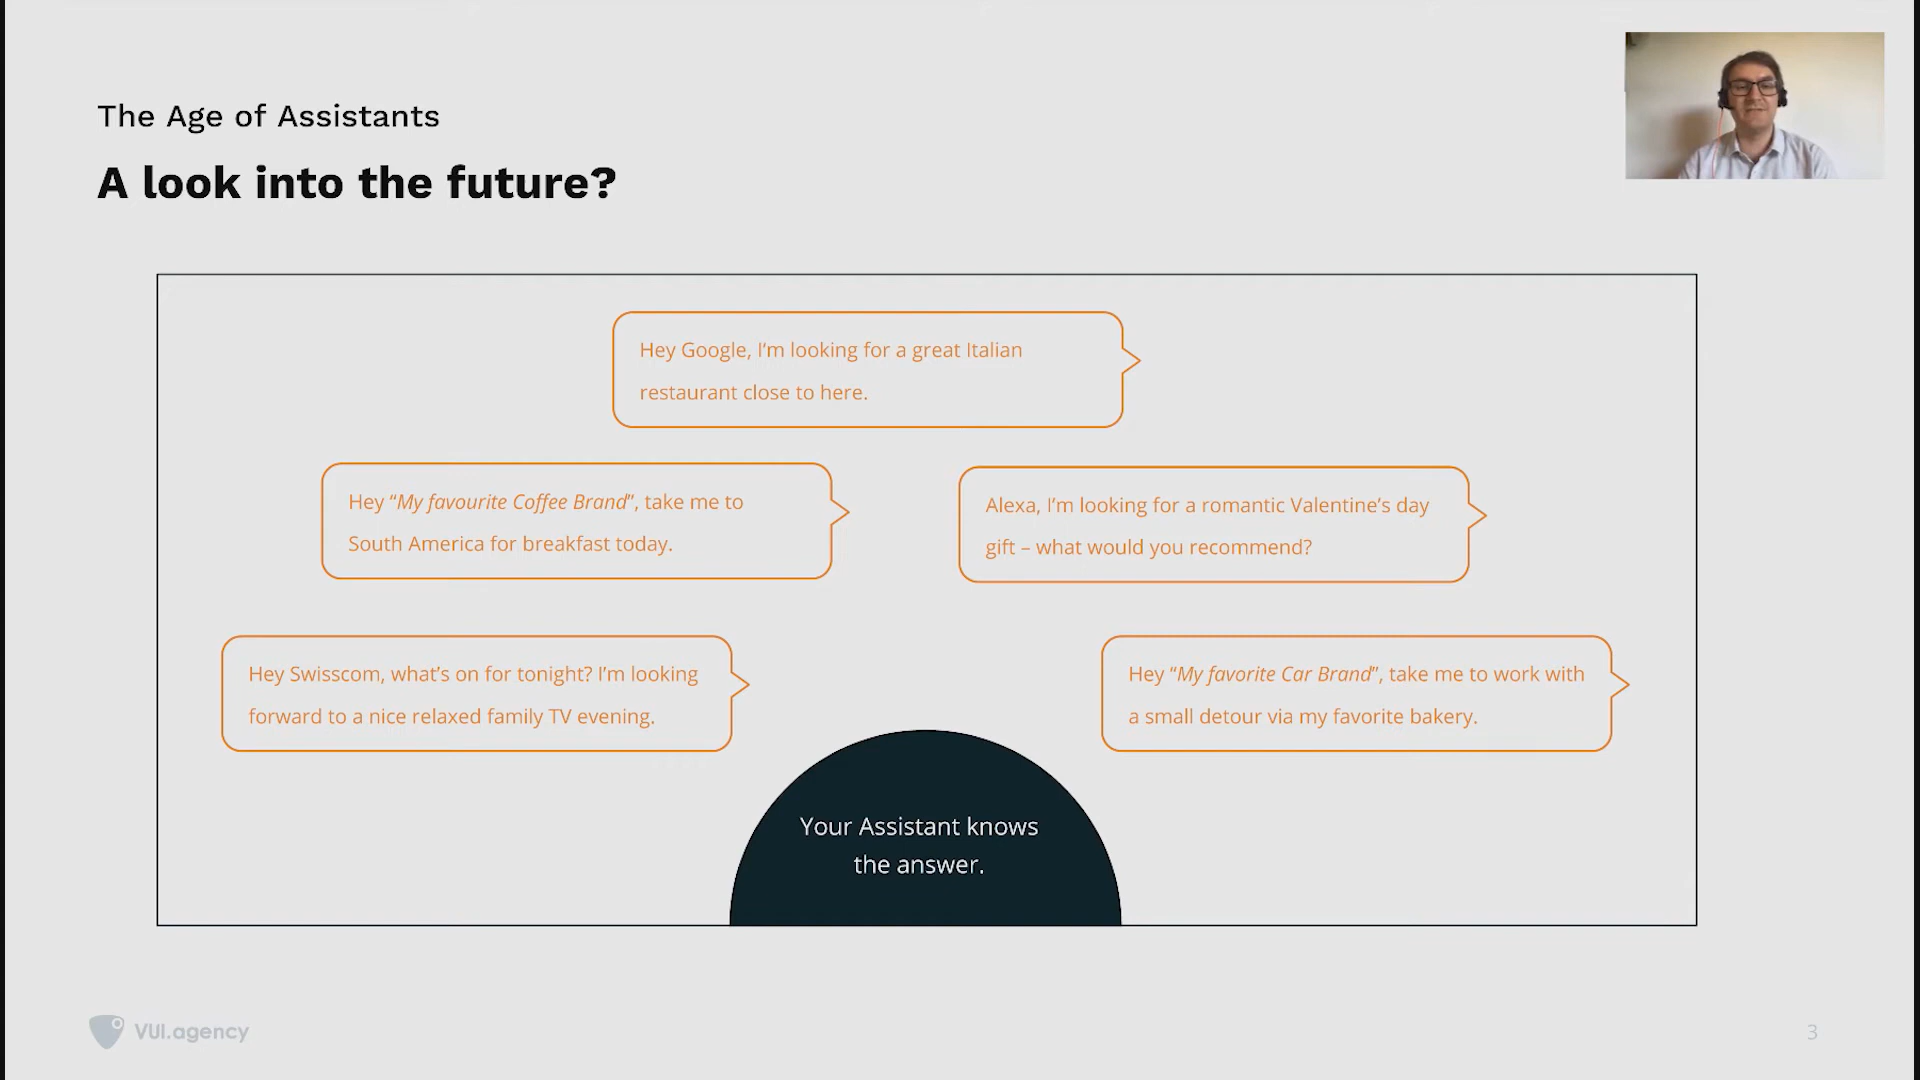 The Age of Assistants
A look into the future?
Hey Google, I’m looking for a great Italian
restaurant close to here.
Hey “My favourite Coffee Brand”, take me to
South America for breakfast today.
Alexa, I’m looking for a romantic Valentine’s day
gift – what would you recommend?
Hey Swisscom, what’s on for tonight? I’m looking
forward to a nice relaxed family TV evening.
Hey “My favorite Car Brand”, take me to work with
a small detour via my favorite bakery.
Your Assistant knows
the answer.
VUI.agency
3